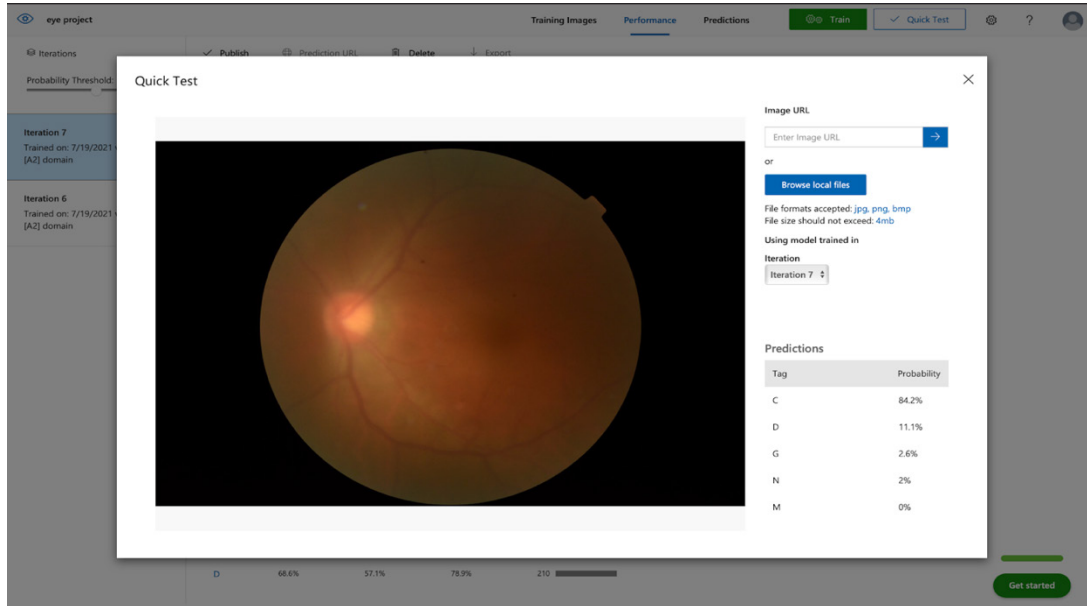 eye project
Training Images Performance Predictions Train Quick Test ?
Iterations
Publish Prediction URL Delete Export
Probability Threshold:
Iteration 7
Trained on: 7/19/2021
[A2] domain
Iteration 6
Trained on: 7/19/2021
[A2] domain
Quick Test
Image URL
Enter Image URL
or
Browse local files
File formats accepted: jpg, png, bmp
File size should not exceed: 4mb
Using model trained in
Iteration
Iteration 7
Predictions
Tag Probability
C 84.2%
D 11.1%
G 2.6%
N 2%
M 0%
D 66.6% 57.1% 78.9% 210
Get started